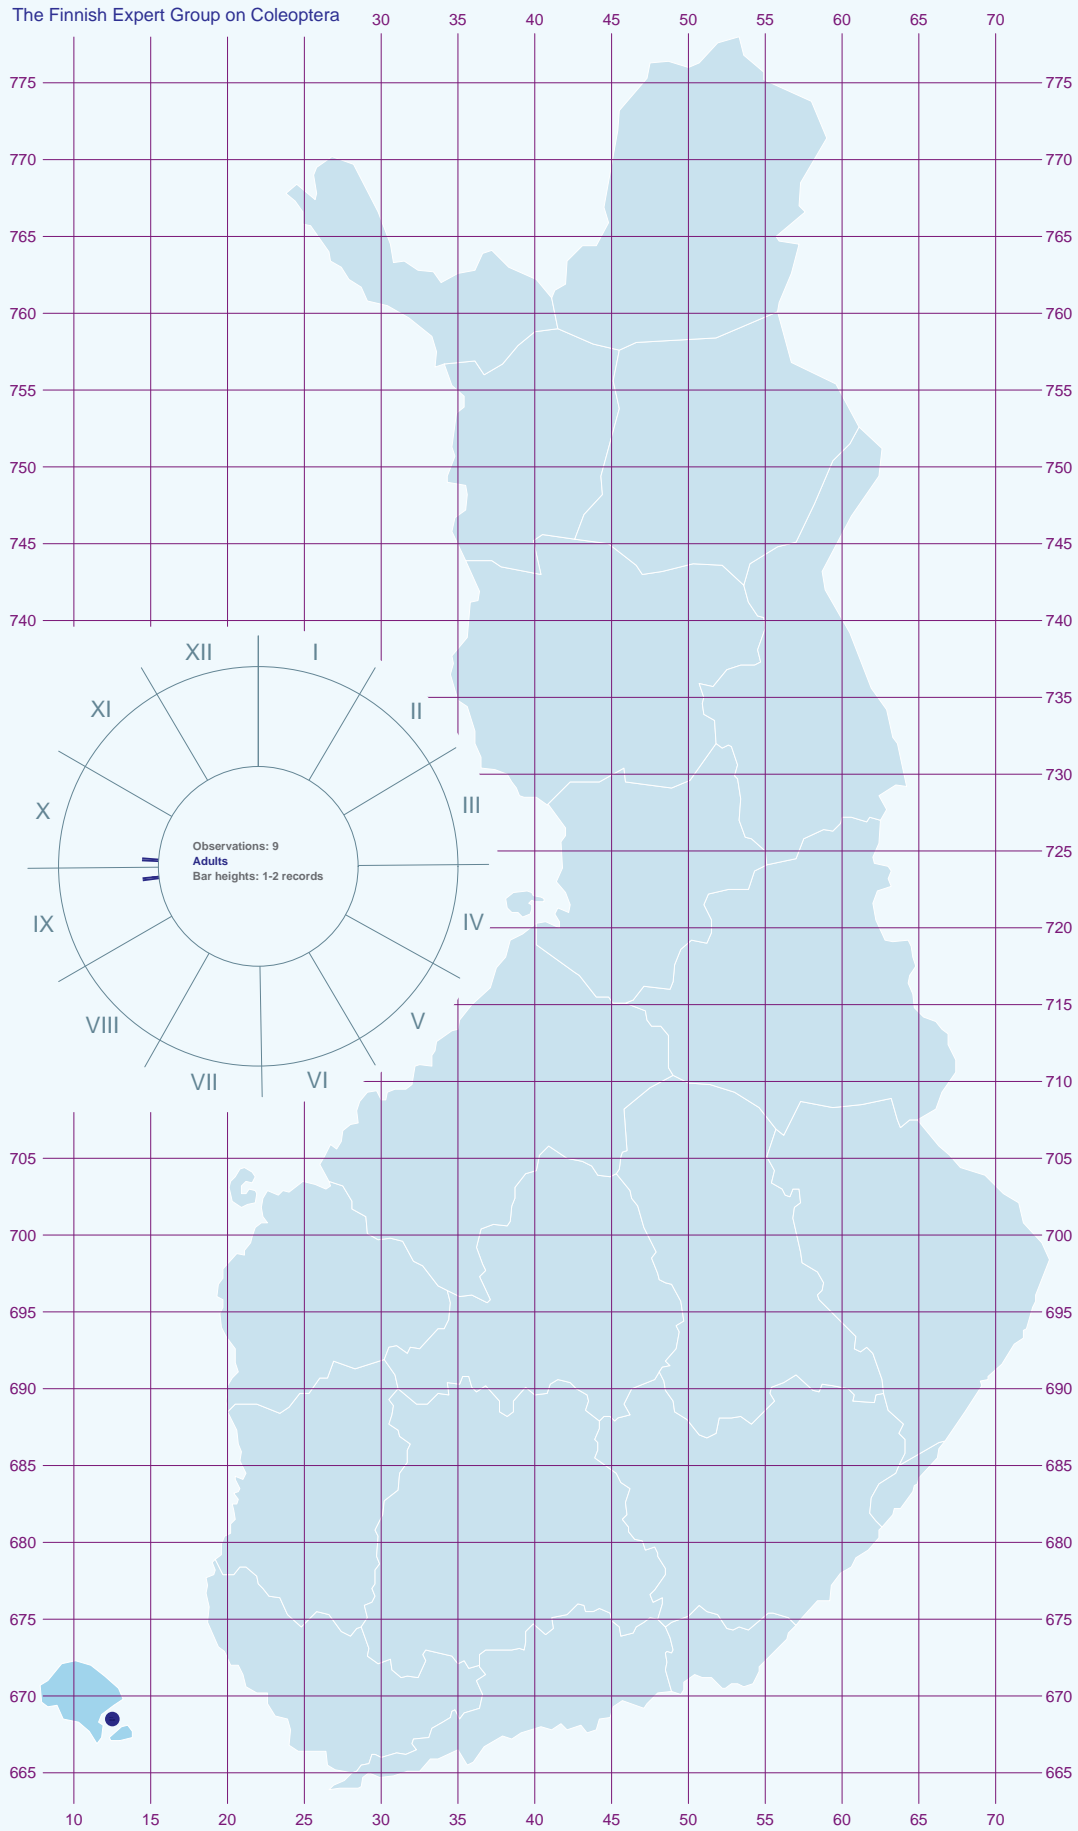 The Finnish Expert Group on Coleoptera 30 35 40 45 50 55 60 65 70
775 775
770 770
765 765
760 760
755 755
750 750
745 745
740 740
XII I
XI II
735
730
X III
Observations: 9
Adults
Bar heights: 1-2 records
725
IX IV
720
715
VIII V
VII VI
710
705 705
700 700
695 695
690 690
685 685
680 680
675 675
670 670
665 665
10 15 20 25 30 35 40 45 50 55 60 65 70